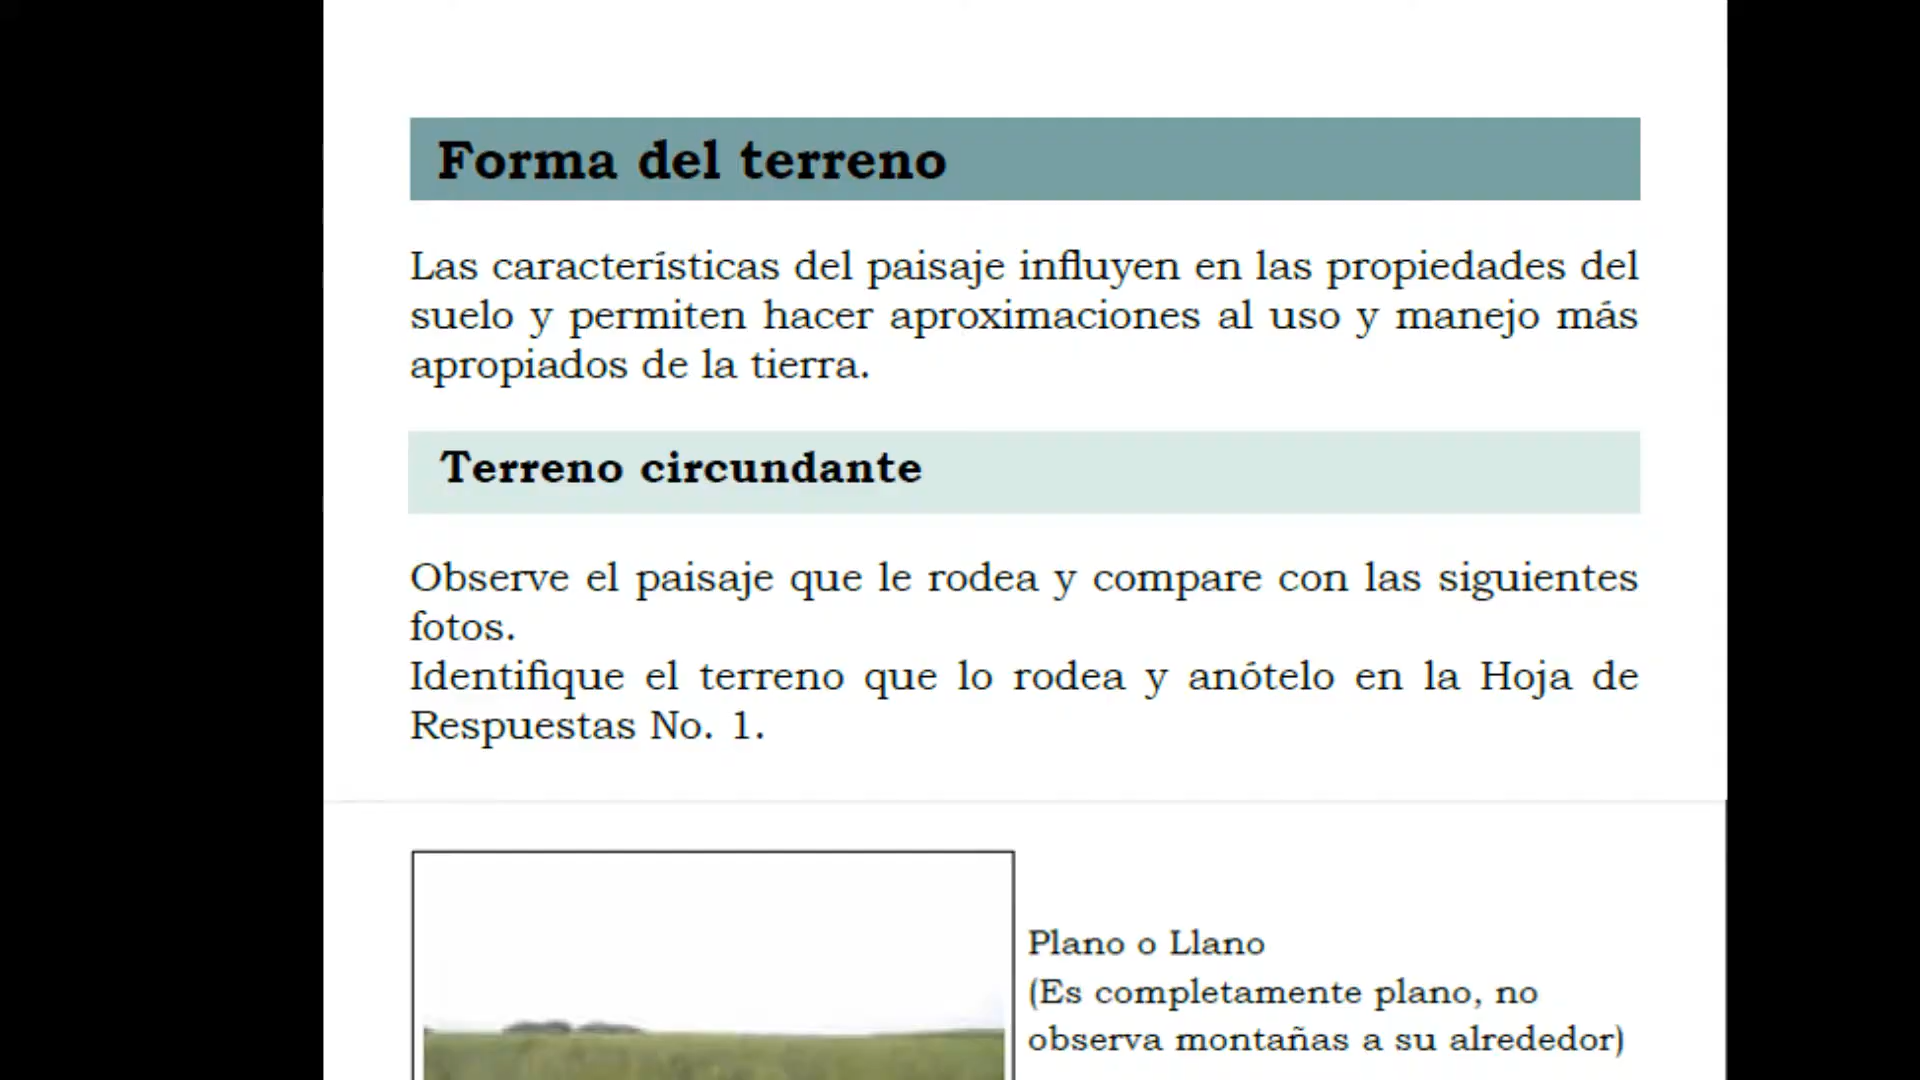 Forma del terreno
Las características del paisaje influyen en las propiedades del
suelo y permiten hacer aproximaciones al uso y manejo más
apropiados de la tierra.
Terreno circundante
Observe el paisaje que le rodea y compare con las siguientes
fotos.
Identifique el terreno que lo rodea y anótelo en la Hoja de
Respuestas No. 1.
Plano o Llano
(Es completamente plano, no
observa montañas a su alrededor)